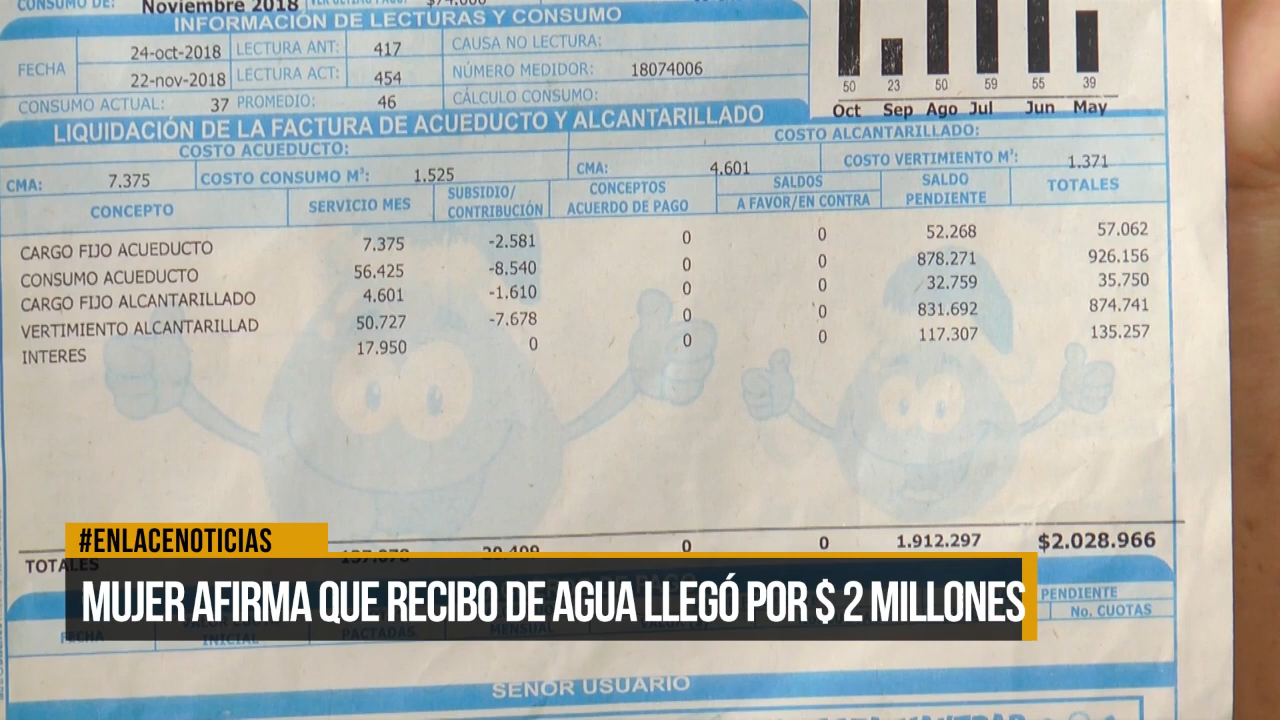 CONSUMO DE: Noviembre 2018
INFORMACIÓN DE LECTURAS Y CONSUMO
FECHA 24-oct-2018 LECTURA ANT: 417 CAUSA NO LECTURA:
22-nov-2018 LECTURA ACT: 454 NÚMERO MEDIDOR: 18074006
CONSUMO ACTUAL: 37 PROMEDIO: 46 CÁLCULO CONSUMO:
50 23 50 59 55 39
Oct Sep Ago Jul Jun May
LIQUIDACIÓN DE LA FACTURA DE ACUEDUCTO Y ALCANTARILLADO
COSTO ACUEDUCTO: COSTO ALCANTARILLADO:
CMA: 7.375 COSTO CONSUMO M³: 1.525 CMA: 4.601 COSTO VERTIMIENTO M³: 1.371
CONCEPTO SERVICIO MES SUBSIDIO/ CONTRIBUCIÓN CONCEPTOS ACUERDO DE PAGO SALDOS A FAVOR/EN CONTRA SALDO PENDIENTE TOTALES
CARGO FIJO ACUEDUCTO 7.375 -2.581 0 0 52.268 57.062
CONSUMO ACUEDUCTO 56.425 -8.540 0 0 878.271 926.156
CARGO FIJO ALCANTARILLADO 4.601 -1.610 0 0 32.759 35.750
VERTIMIENTO ALCANTARILLAD 50.727 -7.678 0 0 831.692 874.741
INTERES 17.950 0 0 0 117.307 135.257
TOTALES 0 0 1.912.297 $2.028.966
#ENLACENOTICIAS
MUJER AFIRMA QUE RECIBO DE AGUA LLEGÓ POR $ 2 MILLONES
PENDIENTE
No. CUOTAS
FECHA INICIAL PACTADAS MENSUAL
SEÑOR USUARIO